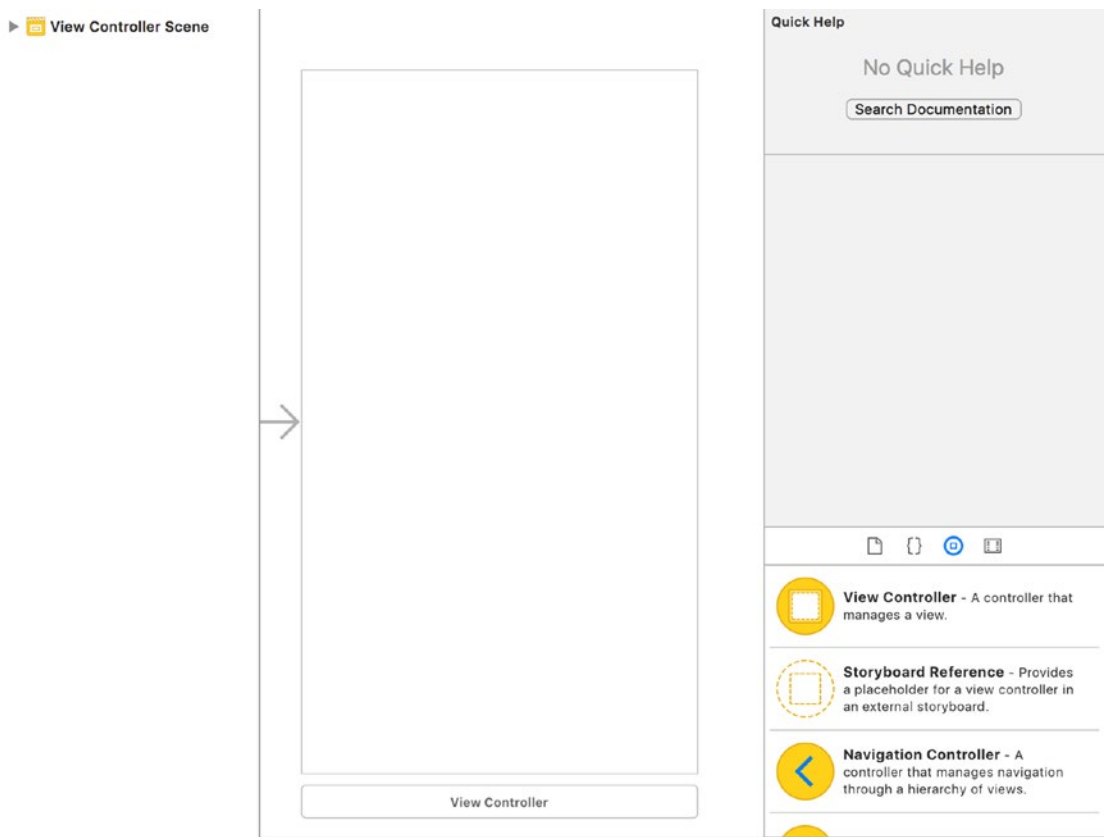 View Controller Scene
Quick Help
No Quick Help
Search Documentation
View Controller - A controller that
manages a view.
Storyboard Reference - Provides
a placeholder for a view controller in
an external storyboard.
Navigation Controller - A
controller that manages navigation
through a hierarchy of views.
View Controller